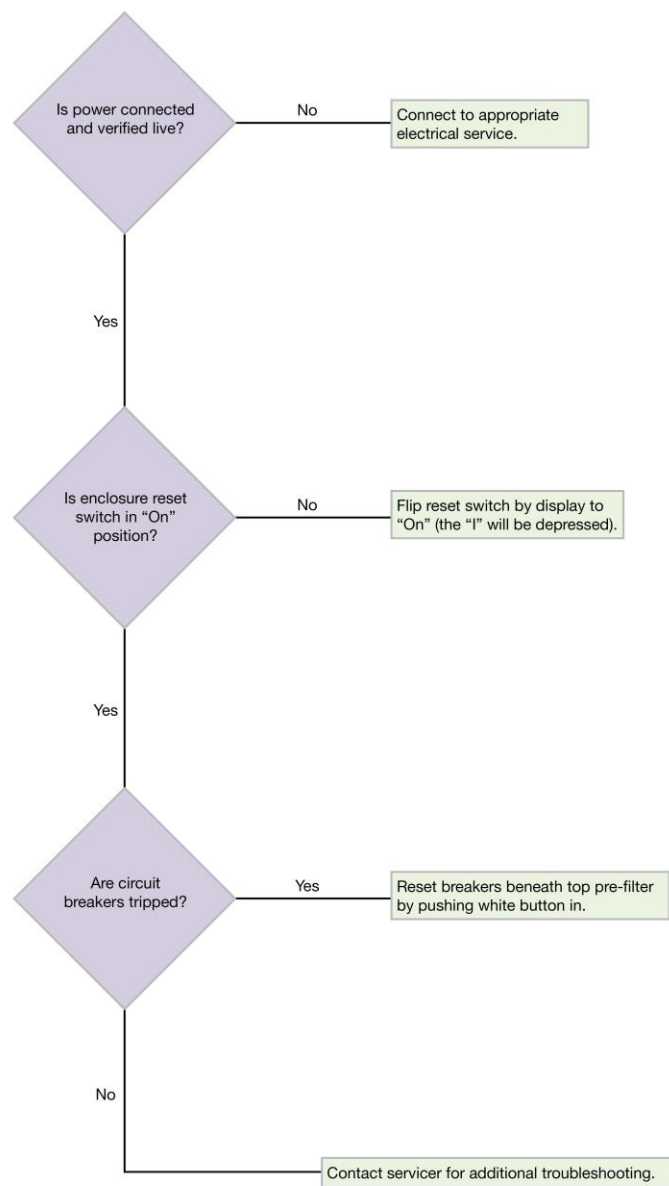 Is power connected
and verified live?
No
Connect to appropriate
electrical service.
Yes
Is enclosure reset
switch in “On”
position?
No
Flip reset switch by display to
“On” (the “I” will be depressed).
Yes
Are circuit
breakers tripped?
Yes
Reset breakers beneath top pre-filter
by pushing white button in.
No
Contact servicer for additional troubleshooting.